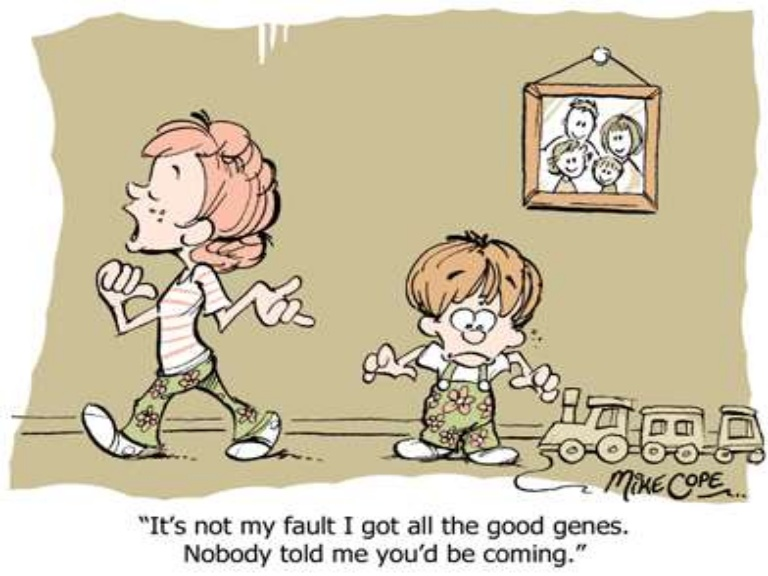 MIKE COPE
“It’s not my fault I got all the good genes.
Nobody told me you’d be coming.”